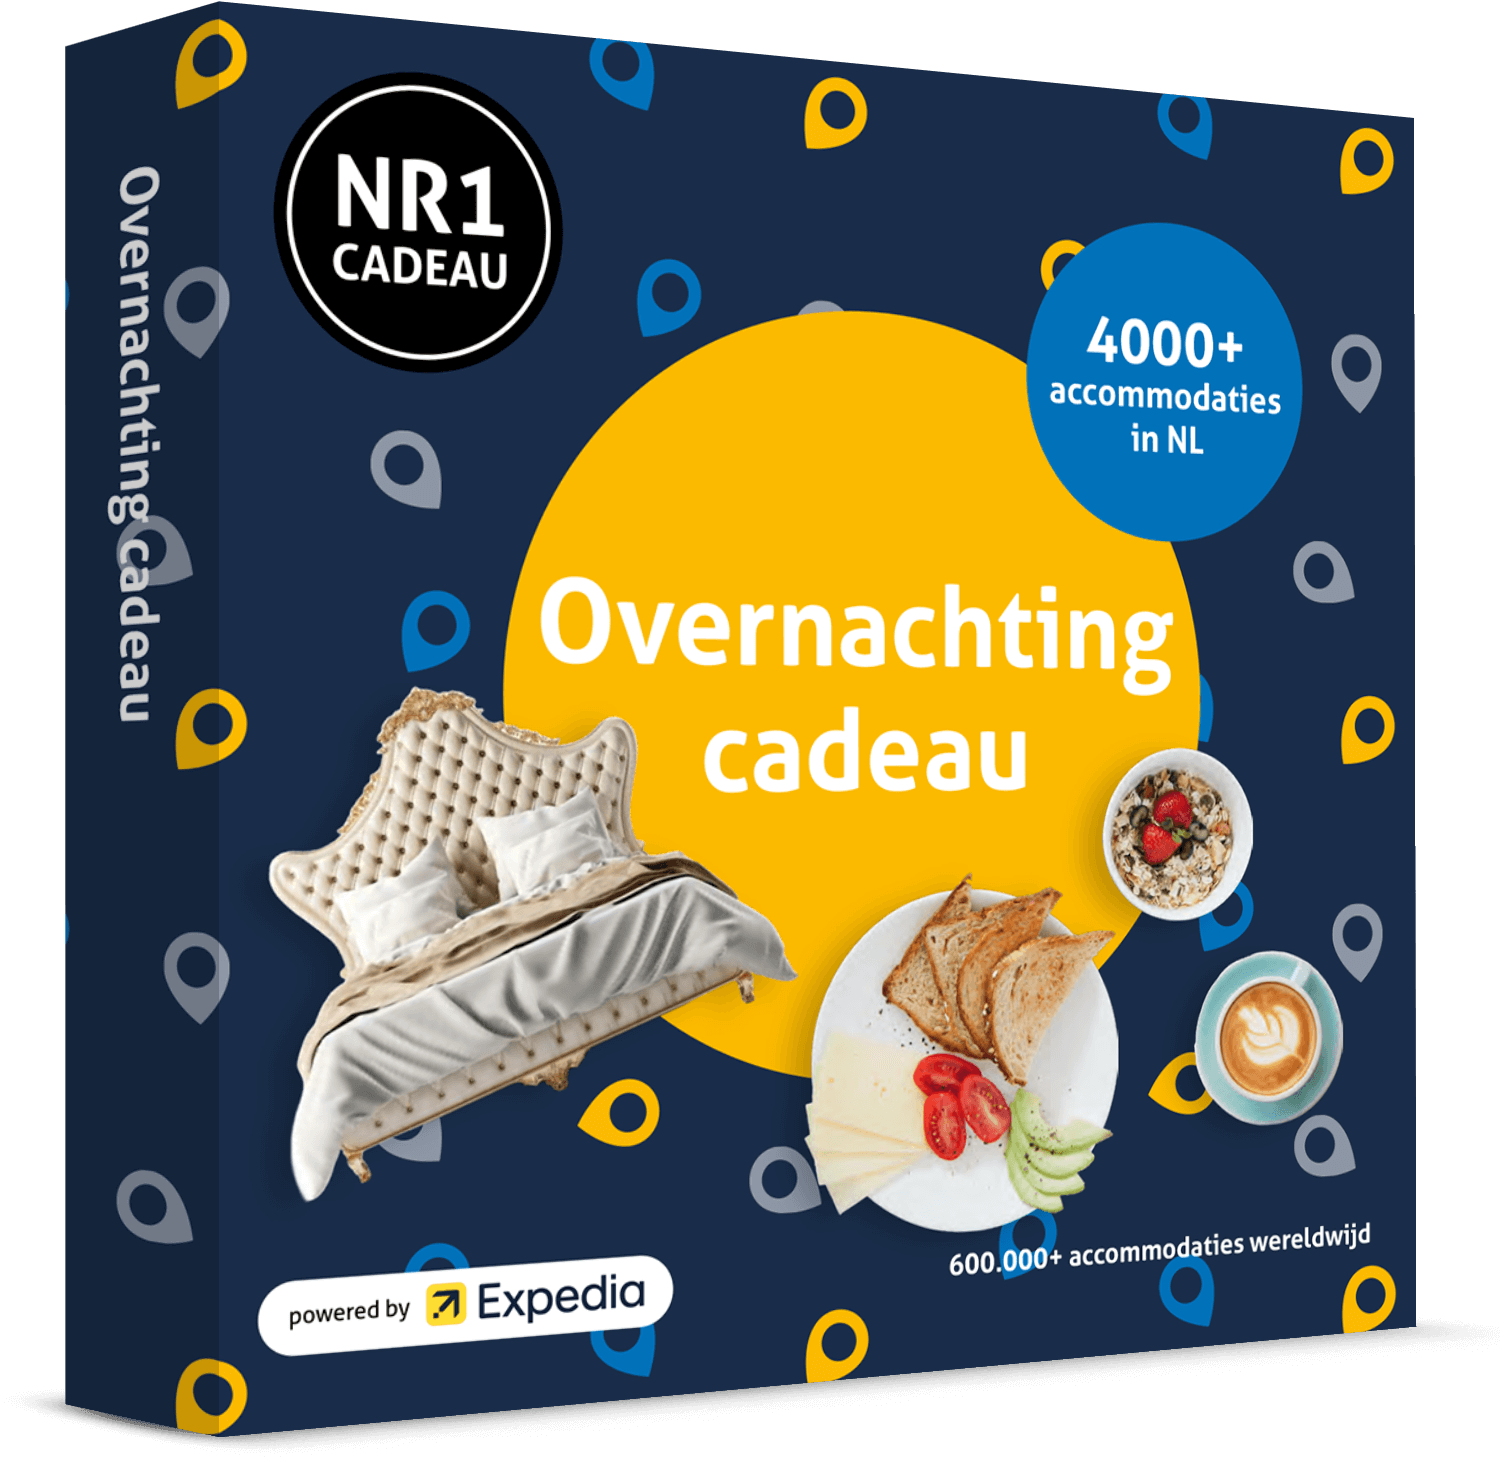 Overnachting cadeau
NR1
CADEAU
4000+
accommodaties
in NL
Overnachting
cadeau
600.000+ accommodaties wereldwijd
powered by Expedia